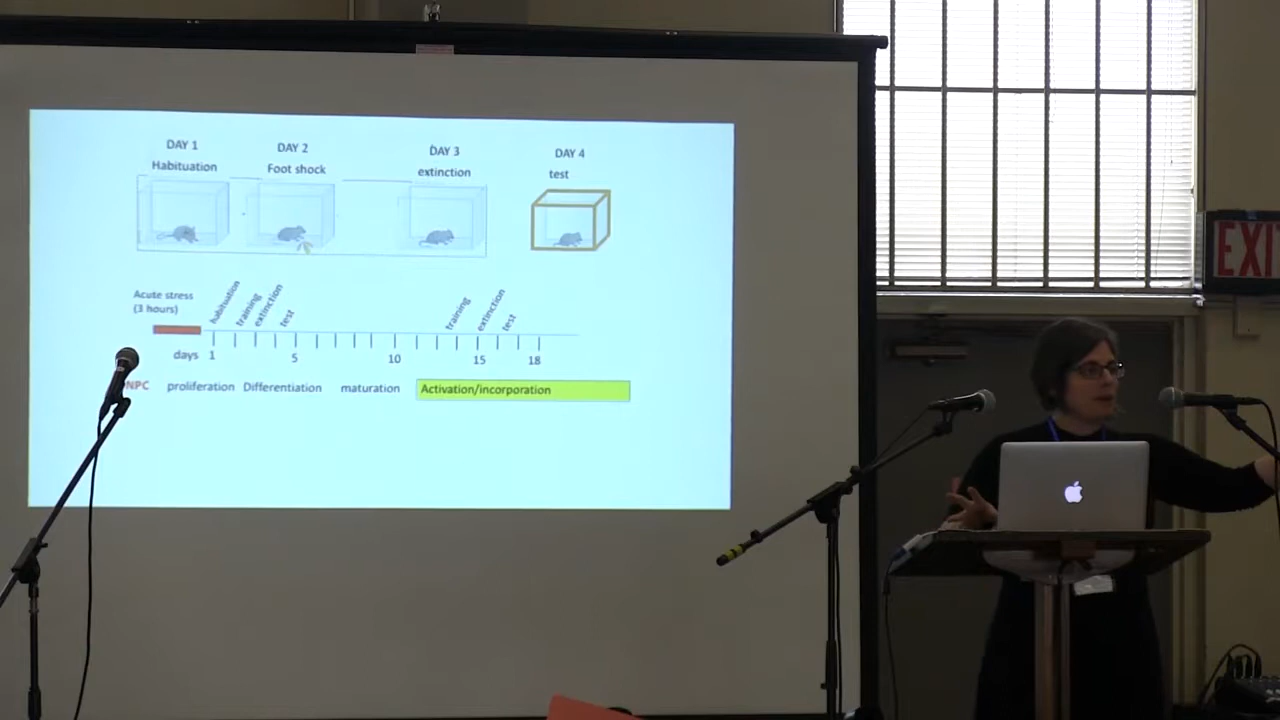 DAY 1
Habituation
DAY 2
Foot shock
DAY 3
extinction
DAY 4
test
Acute stress
(3 hours)
habituation
training
extinction
test
training
extinction
test
days 1 5 10 15 18
NPC proliferation Differentiation maturation Activation/incorporation
EXI